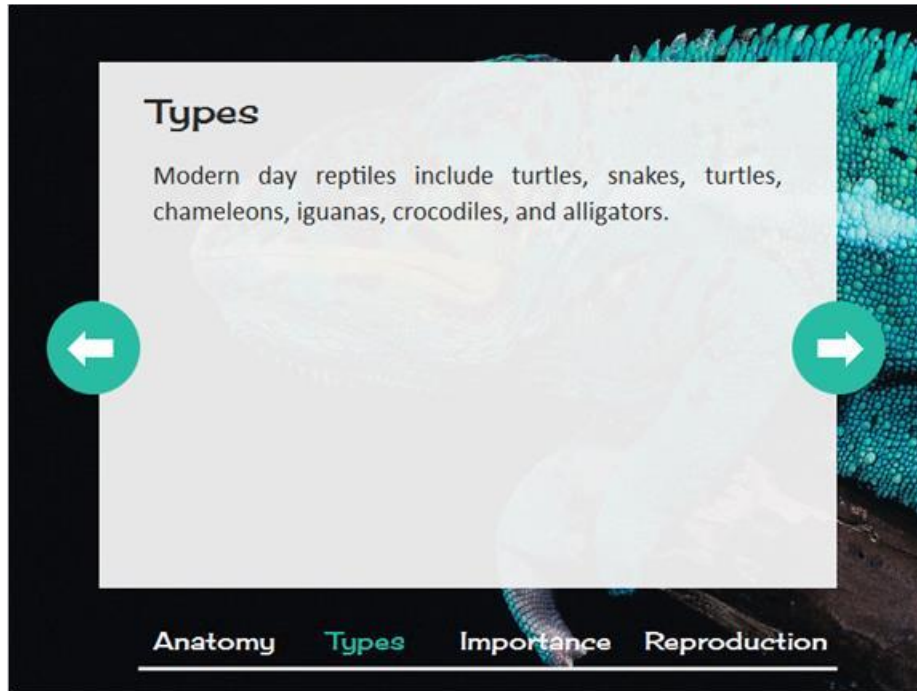 Types
Modern day reptiles include turtles, snakes, turtles,
chameleons, iguanas, crocodiles, and alligators.
Anatomy Types Importance Reproduction